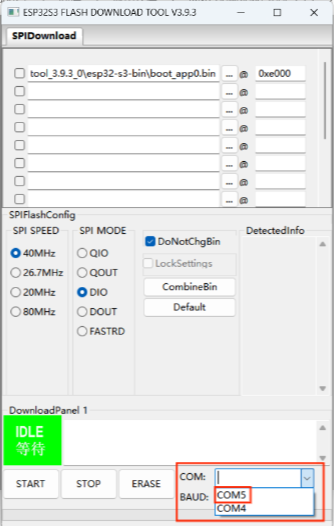 ESP32S3 FLASH DOWNLOAD TOOL V3.9.3
SPIDownload
tool_3.9.3_0\esp32-s3-bin\boot_app0.bin ... @ 0xe000
... @
... @
... @
... @
... @
... @
... @
SPIFlashConfig
SPI SPEED
40MHz
26.7MHz
20MHz
80MHz
SPI MODE
QIO
QOUT
DIO
DOUT
FASTRD
DoNotChgBin
LockSettings
CombineBin
Default
DetectedInfo
DownloadPanel 1
IDLE
等待
START STOP ERASE
COM:
BAUD:
COM5
COM4